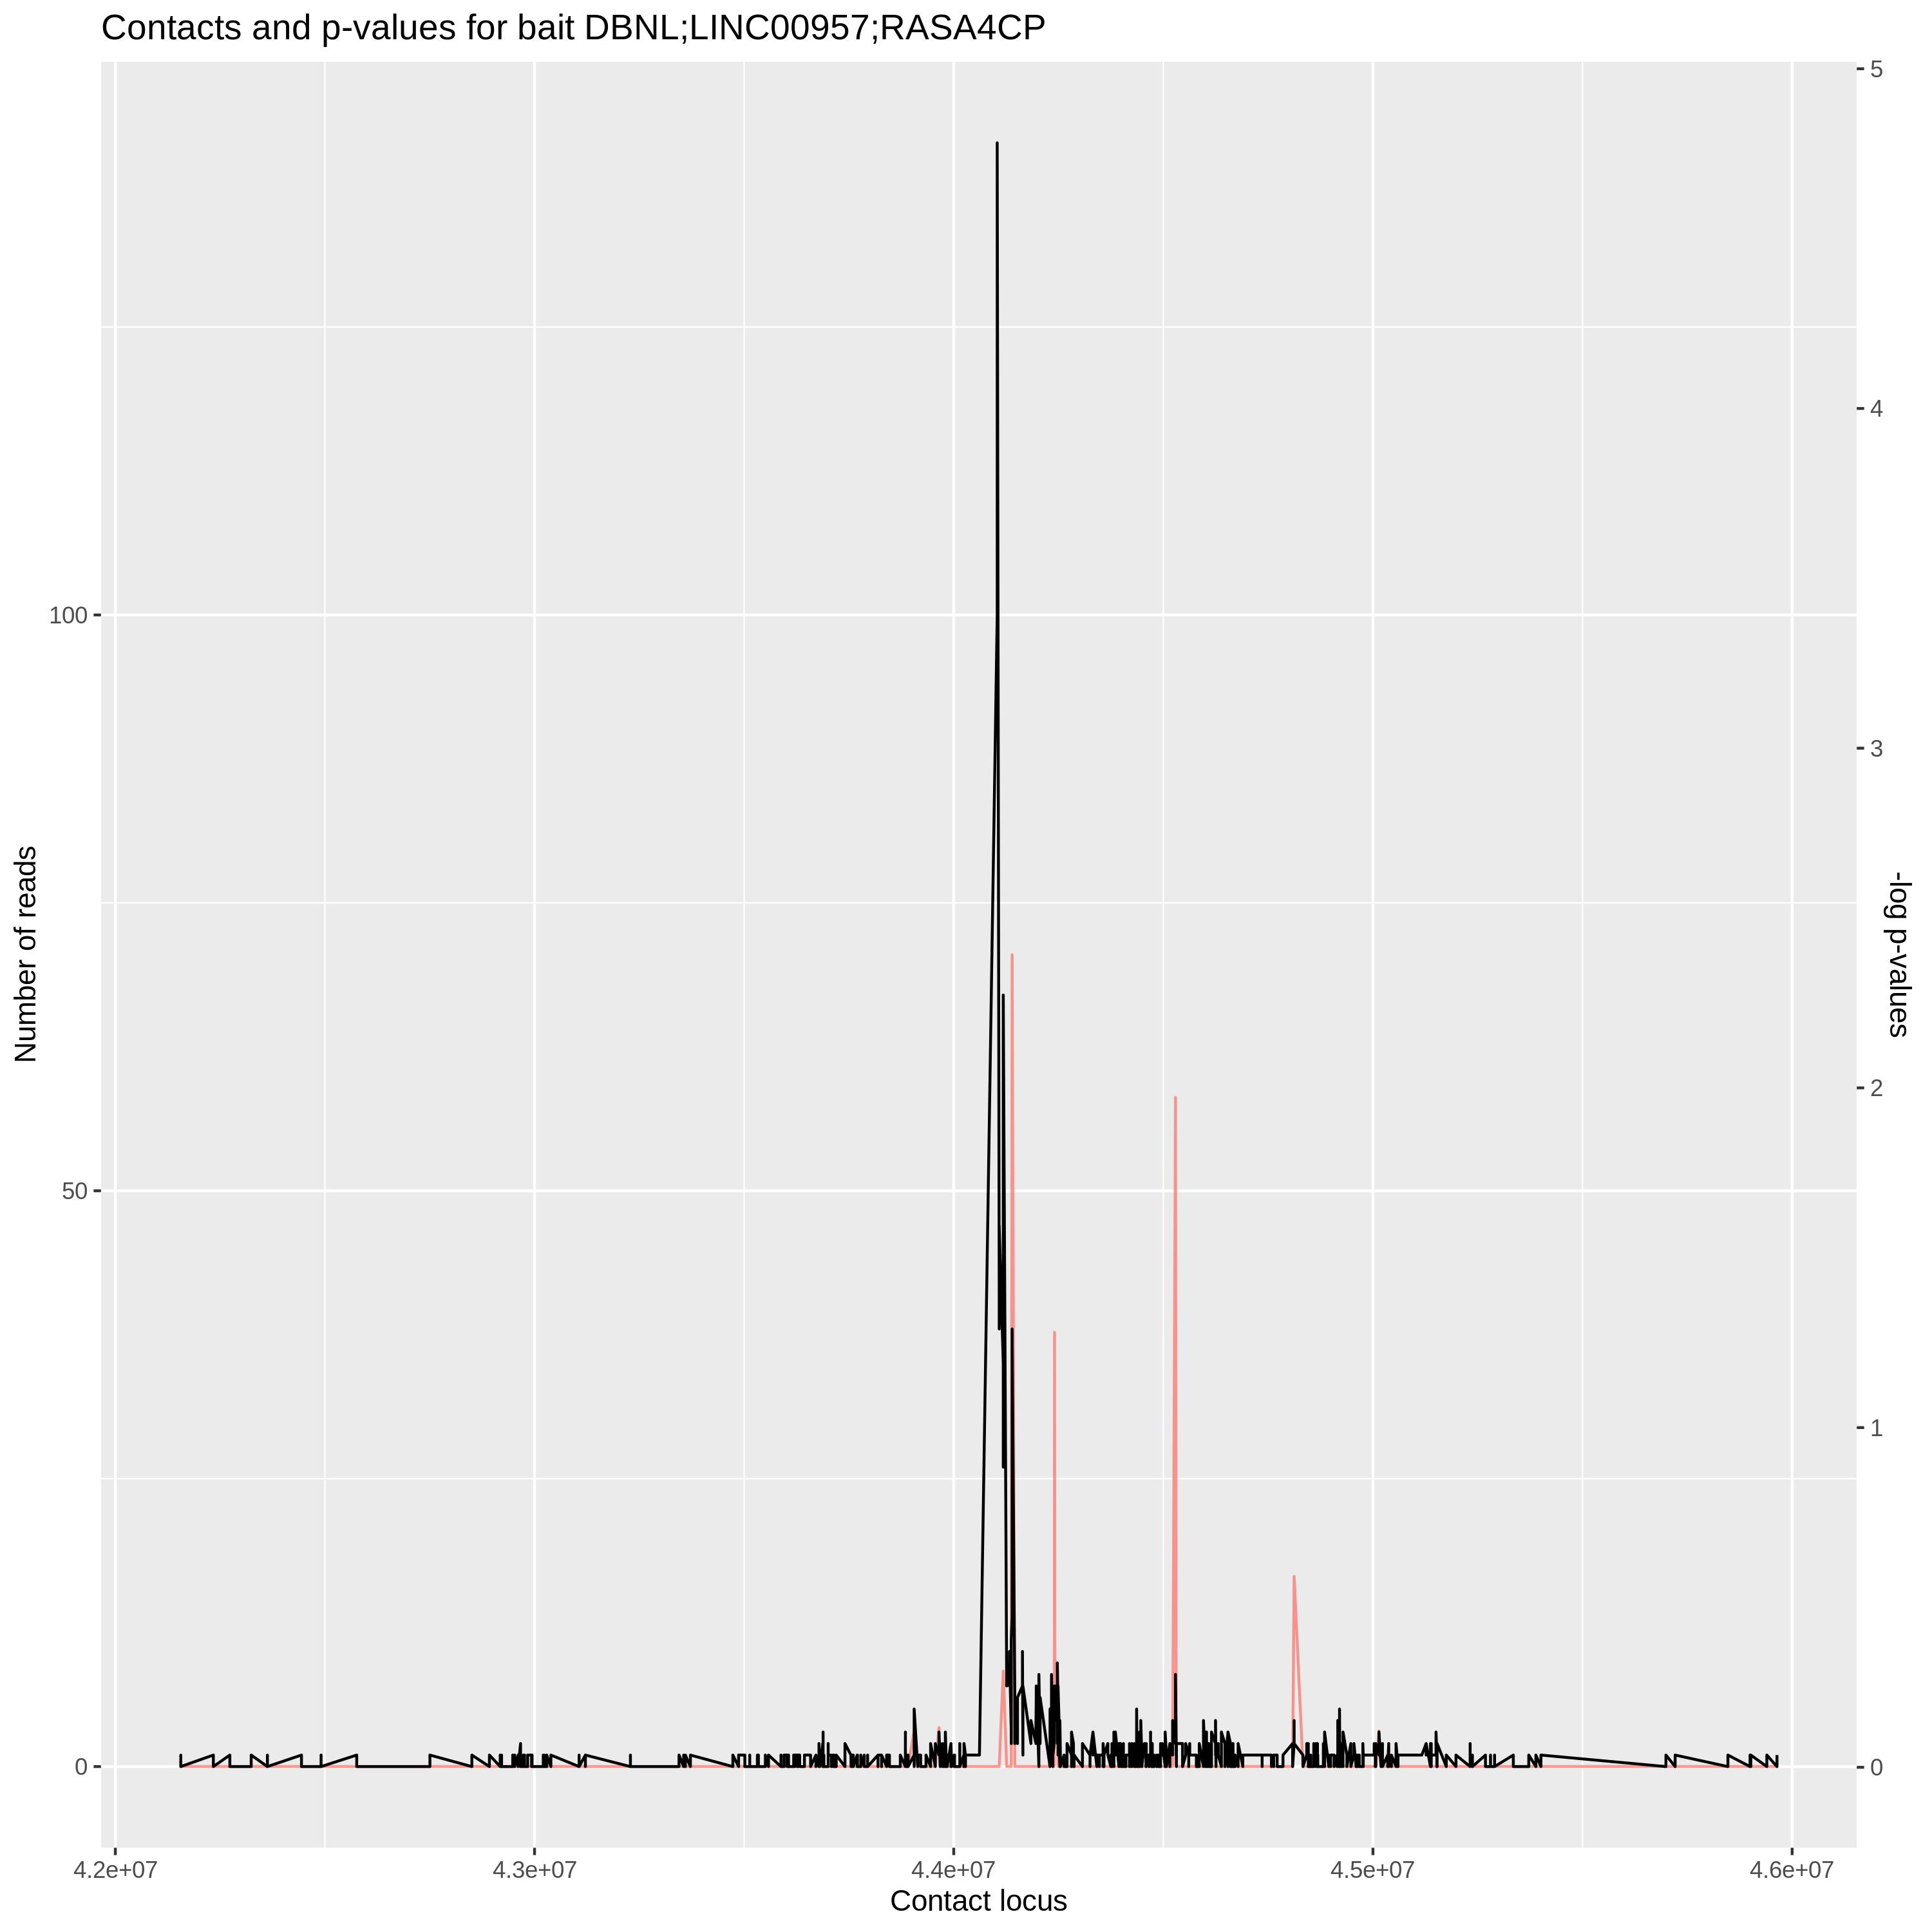 Contacts and p-values for bait DBNL;LINC00957;RASA4CP
Number of reads
100
50
0
5
4
3
2
1
0
-log p-values
4.2e+07
4.3e+07
4.4e+07
4.5e+07
4.6e+07
Contact locus